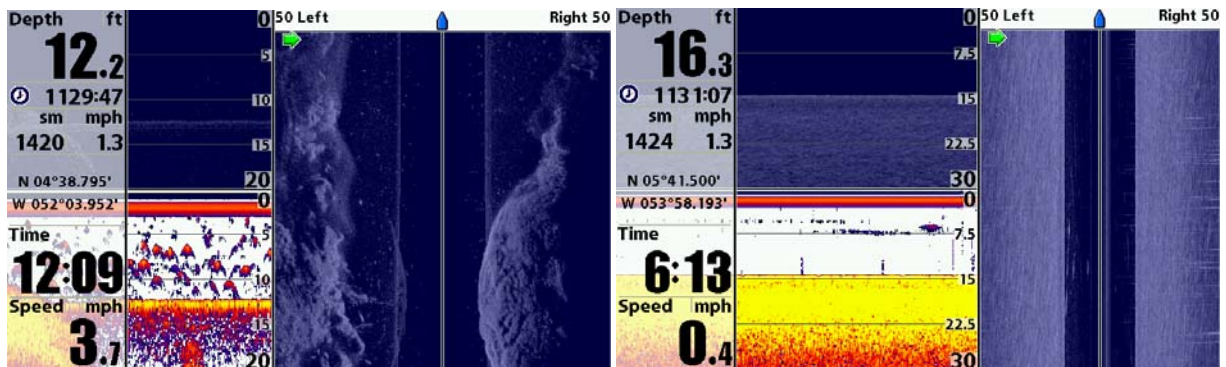 Depth ft
12.2
1129:47
sm mph
1420 1.3
N 04°38.795'
W 052°03.952'
Time
12:09
Speed mph
3.7
0
5
10
15
20
0
5
10
15
20
50 Left Right 50
Depth ft
16.3
1131:07
sm mph
1424 1.3
N 05°41.500'
W 053°58.193'
Time
6:13
Speed mph
0.4
0
7.5
15
22.5
30
0
7.5
15
22.5
30
50 Left Right 50